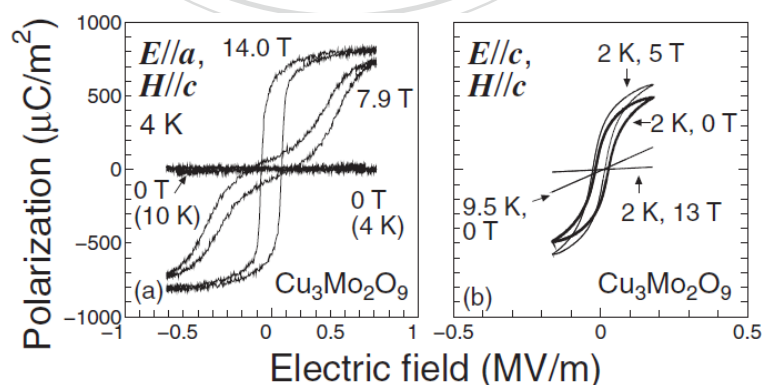 Polarization (μC/m²)
1000
500
0
−500
−1000
E//a,
H//c
4 K
14.0 T
7.9 T
0 T
(10 K)
0 T
(4 K)
(a)
Cu₃Mo₂O₉
−1
−0.5
0
0.5
1
E//c,
H//c
2 K, 5 T
2 K, 0 T
9.5 K,
0 T
2 K, 13 T
(b)
Cu₃Mo₂O₉
−0.5
0
0.5
Electric field (MV/m)